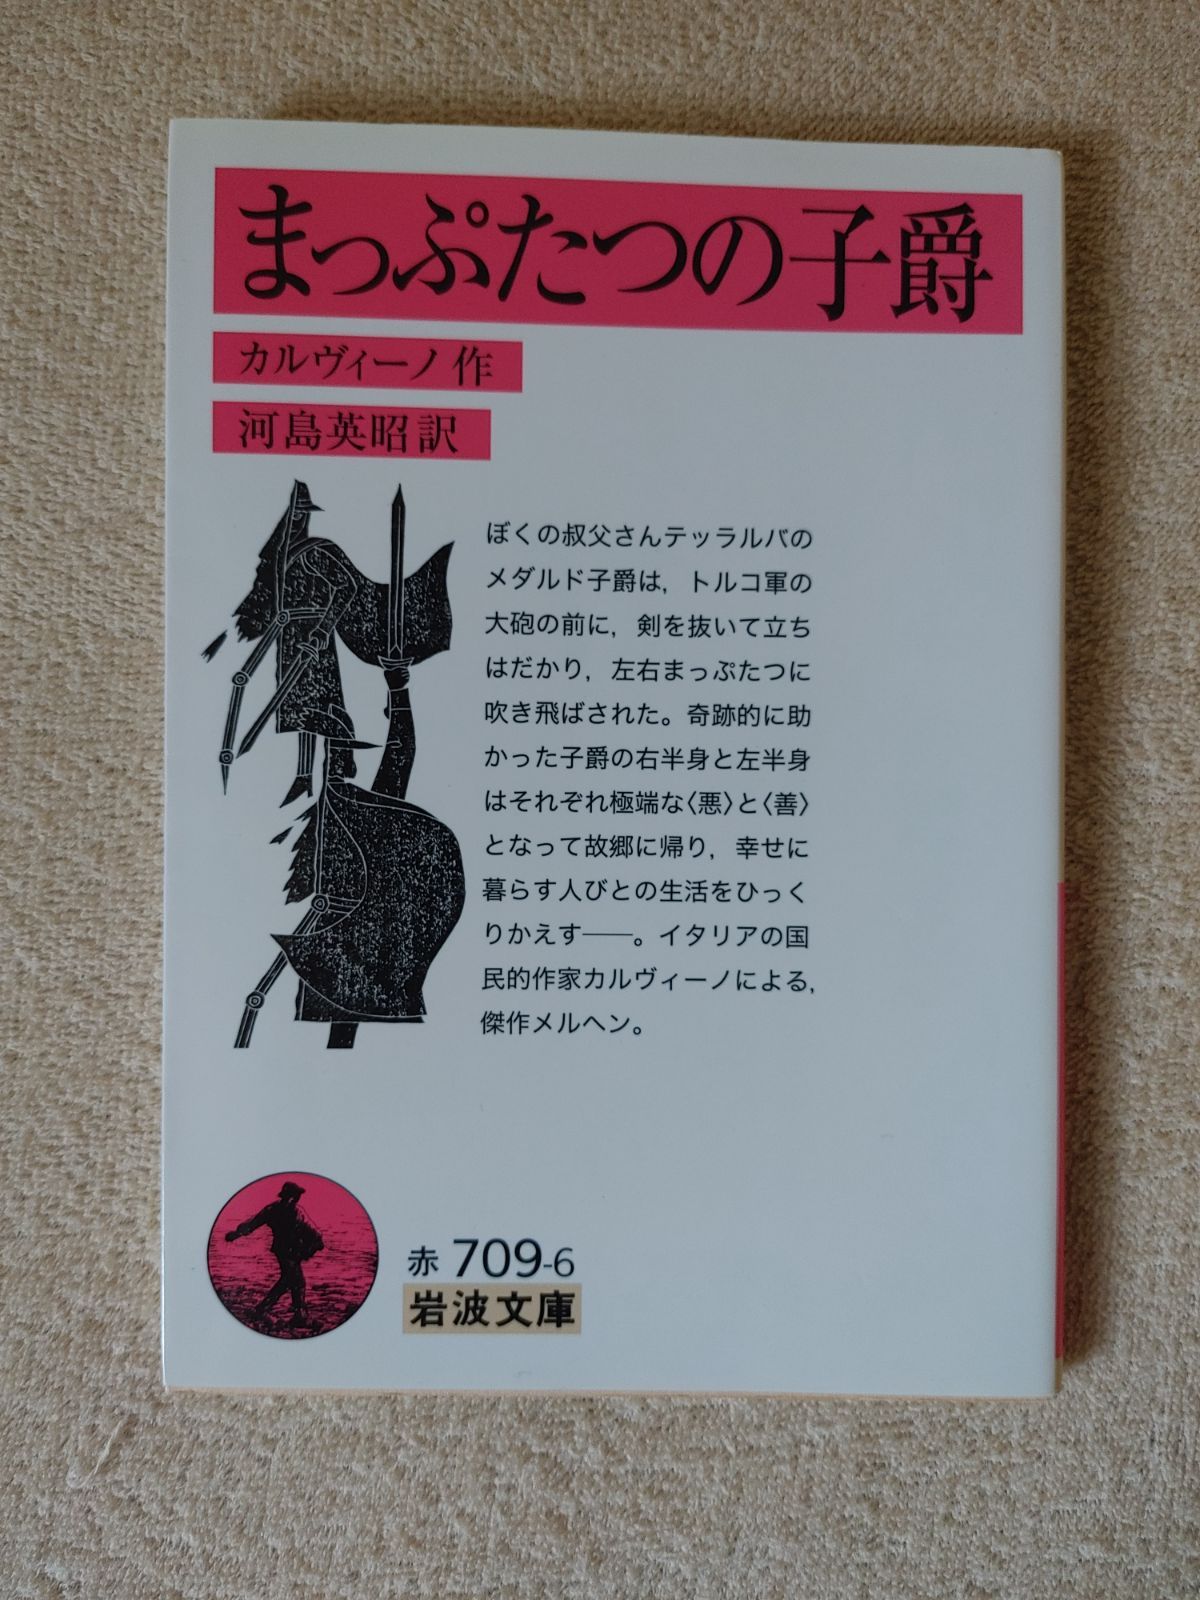 まっぷたつの子爵
カルヴィーノ作
河島英昭訳
ぼくの叔父さんテッラルバの
メダルド子爵は，トルコ軍の
大砲の前に，剣を抜いて立ち
はだかり，左右まっぷたつに
吹き飛ばされた。奇跡的に助
かった子爵の右半身と左半身
はそれぞれ極端な〈悪〉と〈善〉
となって故郷に帰り，幸せに
暮らす人びとの生活をひっく
りかえす――。イタリアの国
民的作家カルヴィーノによる，
傑作メルヘン。
赤 709-6
岩波文庫